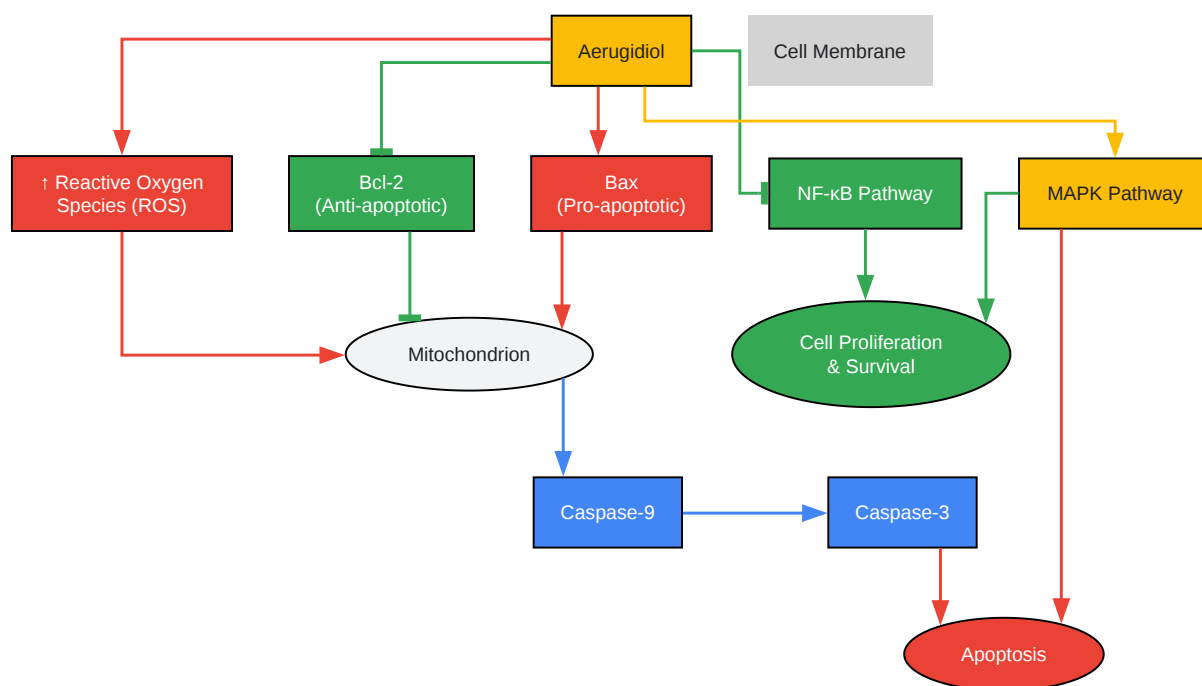 Aerugidiol
Cell Membrane
↑ Reactive Oxygen
Species (ROS)
Bcl-2
(Anti-apoptotic)
Bax
(Pro-apoptotic)
NF-κB Pathway
MAPK Pathway
Mitochondrion
Cell Proliferation
& Survival
Caspase-9
Caspase-3
Apoptosis